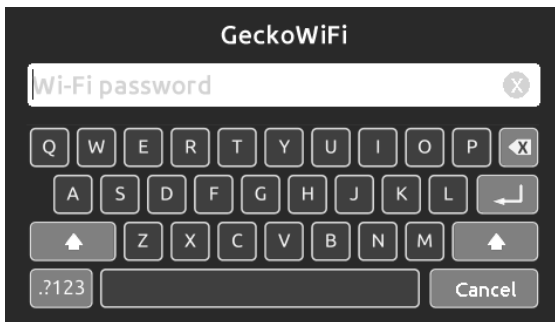 GeckoWiFi
Wi-Fi password
X
Q W E R T Y U I O P X
A S D F G H J K L
Z X C V B N M
.?123 Cancel